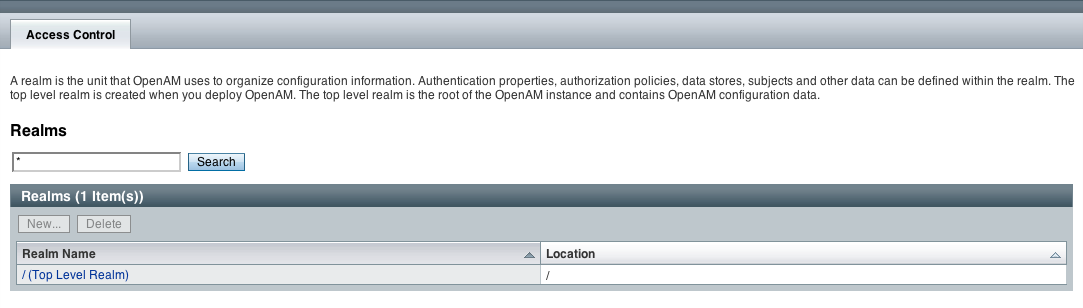 Access Control
A realm is the unit that OpenAM uses to organize configuration information. Authentication properties, authorization policies, data stores, subjects and other data can be defined within the realm. The
top level realm is created when you deploy OpenAM. The top level realm is the root of the OpenAM instance and contains OpenAM configuration data.
Realms
* Search
Realms (1 Item(s))
New... Delete
Realm Name Location
/ (Top Level Realm) /